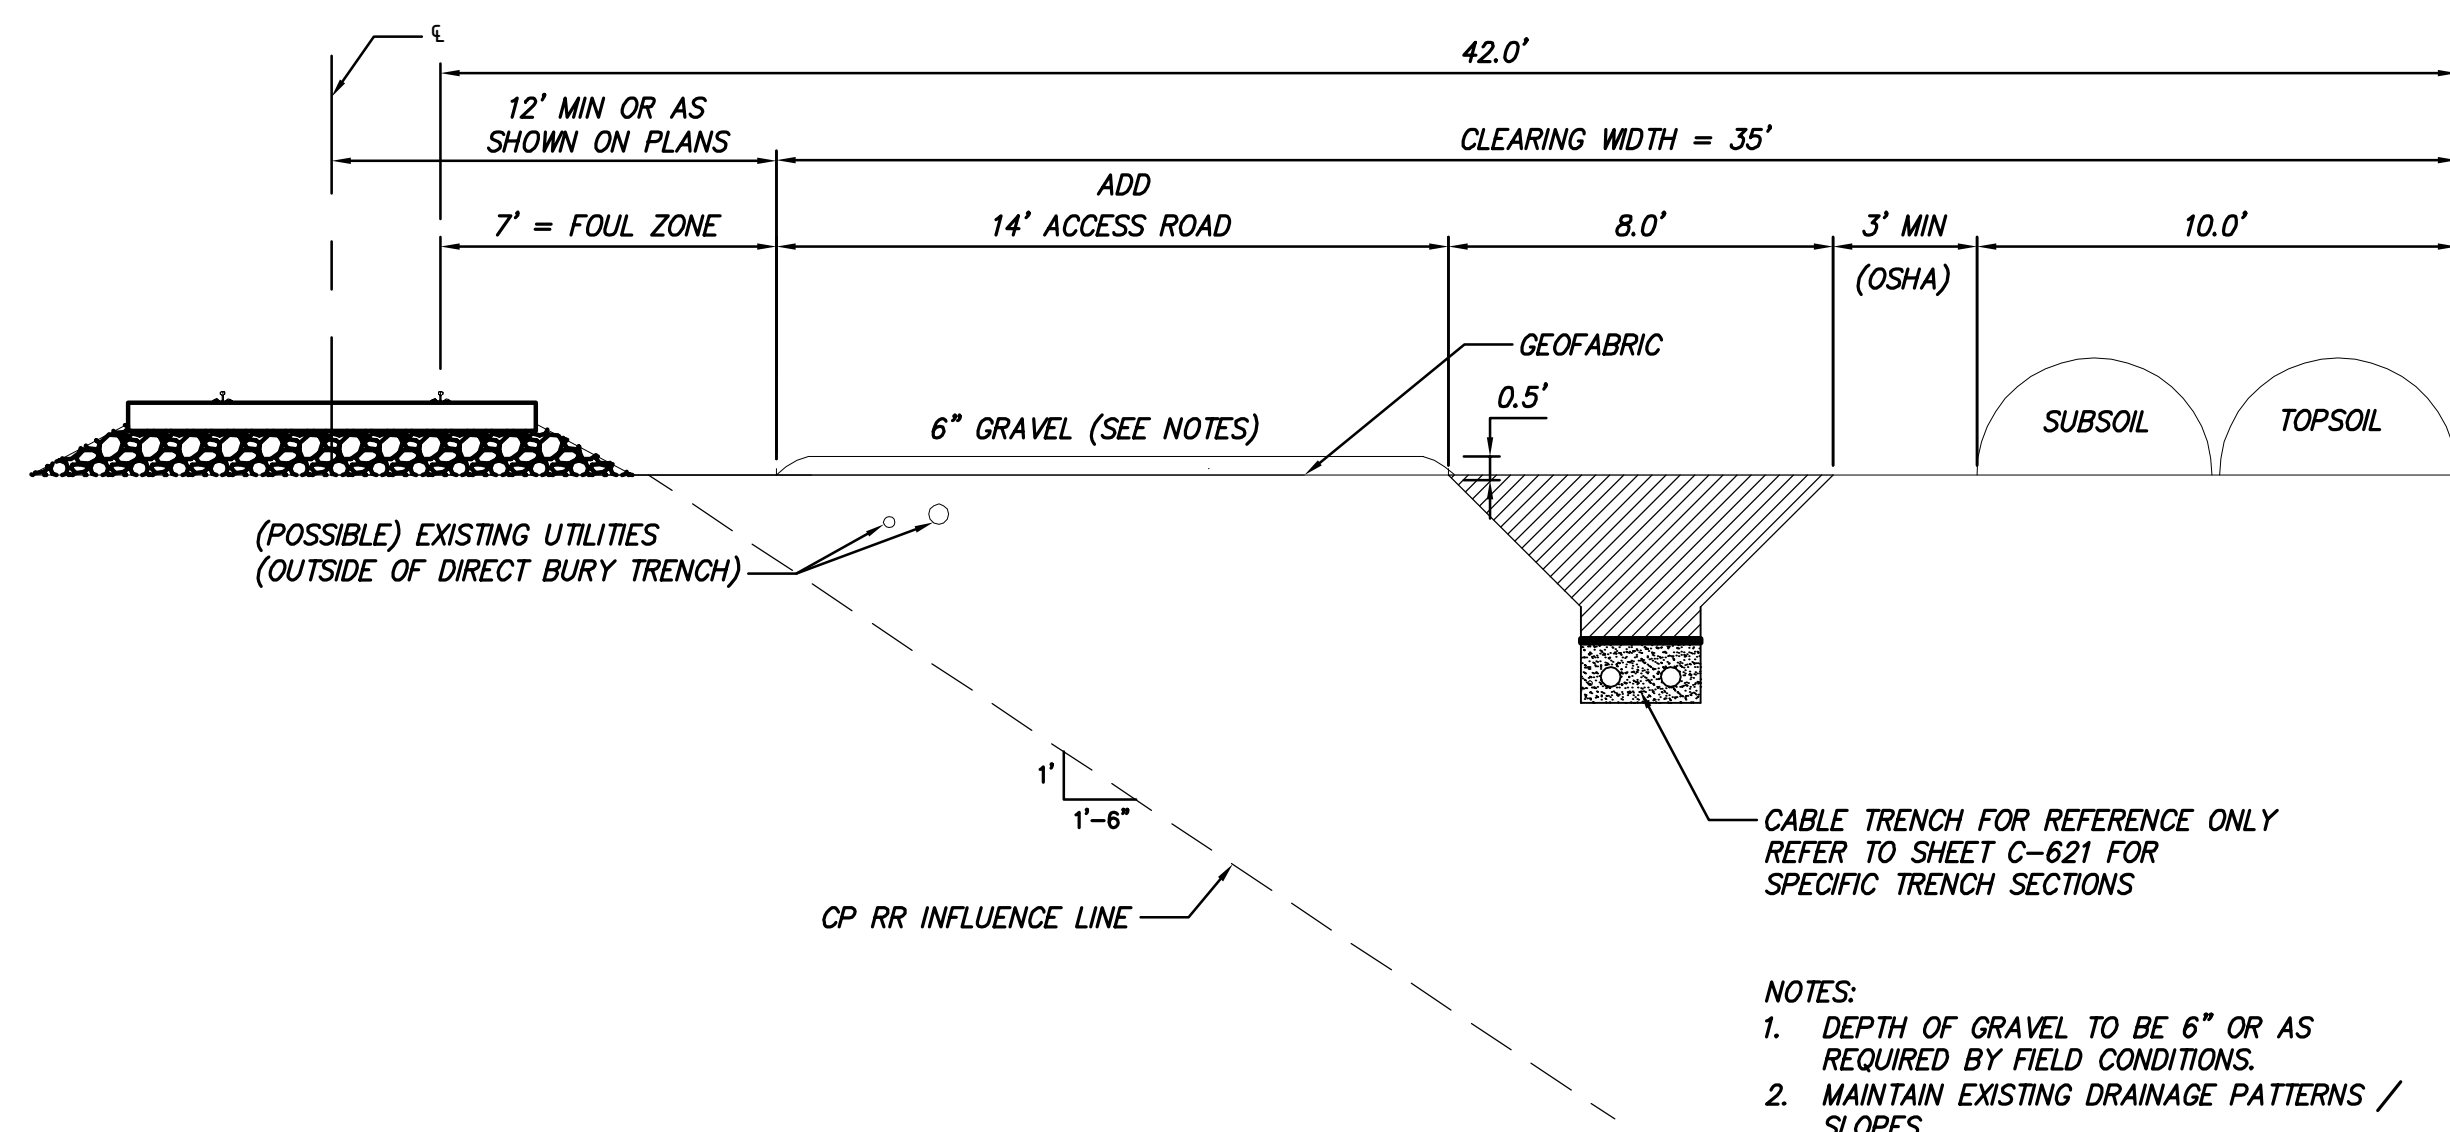 ℄
42.0'
12' MIN OR AS
SHOWN ON PLANS
CLEARING WIDTH = 35'
ADD
7' = FOUL ZONE
14' ACCESS ROAD
8.0'
3' MIN
(OSHA)
10.0'
GEOFABRIC
0.5'
6" GRAVEL (SEE NOTES)
SUBSOIL
TOPSOIL
(POSSIBLE) EXISTING UTILITIES
(OUTSIDE OF DIRECT BURY TRENCH)
1'
1'-6"
CABLE TRENCH FOR REFERENCE ONLY
REFER TO SHEET C-621 FOR
SPECIFIC TRENCH SECTIONS
CP RR INFLUENCE LINE
NOTES:
1. DEPTH OF GRAVEL TO BE 6" OR AS
REQUIRED BY FIELD CONDITIONS.
2. MAINTAIN EXISTING DRAINAGE PATTERNS /
SLOPES